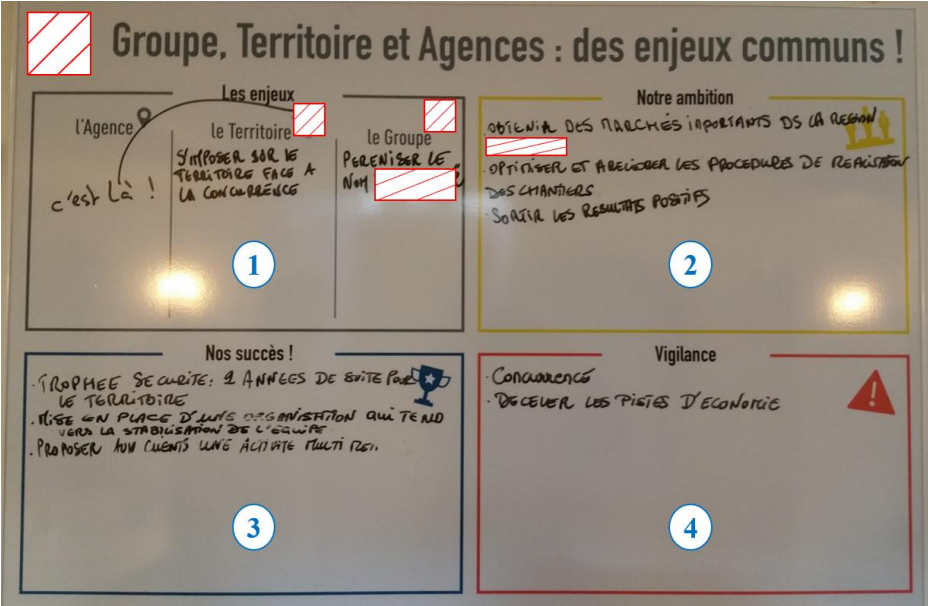 Groupe, Territoire et Agences : des enjeux communs !
Les enjeux
l'Agence
c'est Là !
le Territoire
S'IMPOSER SUR LE
TERRITOIRE FACE A
LA CONCURRENCE
le Groupe
PERENISER LE
NOM
1
Notre ambition
. OBTENIR DES MARCHÉS IMPORTANTS DS LA REGION
. OPTIMISER ET AMELIORER LES PROCEDURES DE REALISATION
DES CHANTIERS.
. SORTIR LES RESULTATS POSITIFS
2
Nos succès !
. TROPHEE SECURITE: 2 ANNEES DE SUITE POUR
LE TERRITOIRE
. MISE EN PLACE D'UNE ORGANISATION QUI TEND
VERS LA STABILISATION DE L'EQUIPE
. PROPOSER AUX CLIENTS UNE ACTIVITE MULTI
3
Vigilance
. CONCURRENCE
. DECELER LES PISTES D'ECONOMIE
4